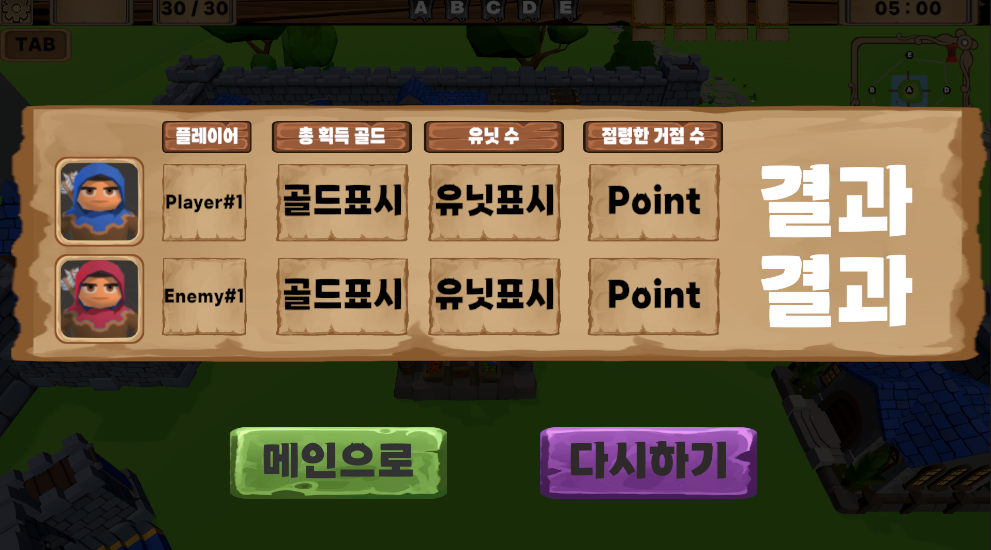 30 / 30
A B C D E
05 : 00
TAB
E
B A D
플레이어 총 획득 골드 유닛 수 점령한 거점 수
Player#1 골드표시 유닛표시 Point 결과
Enemy#1 골드표시 유닛표시 Point 결과
메인으로 다시하기